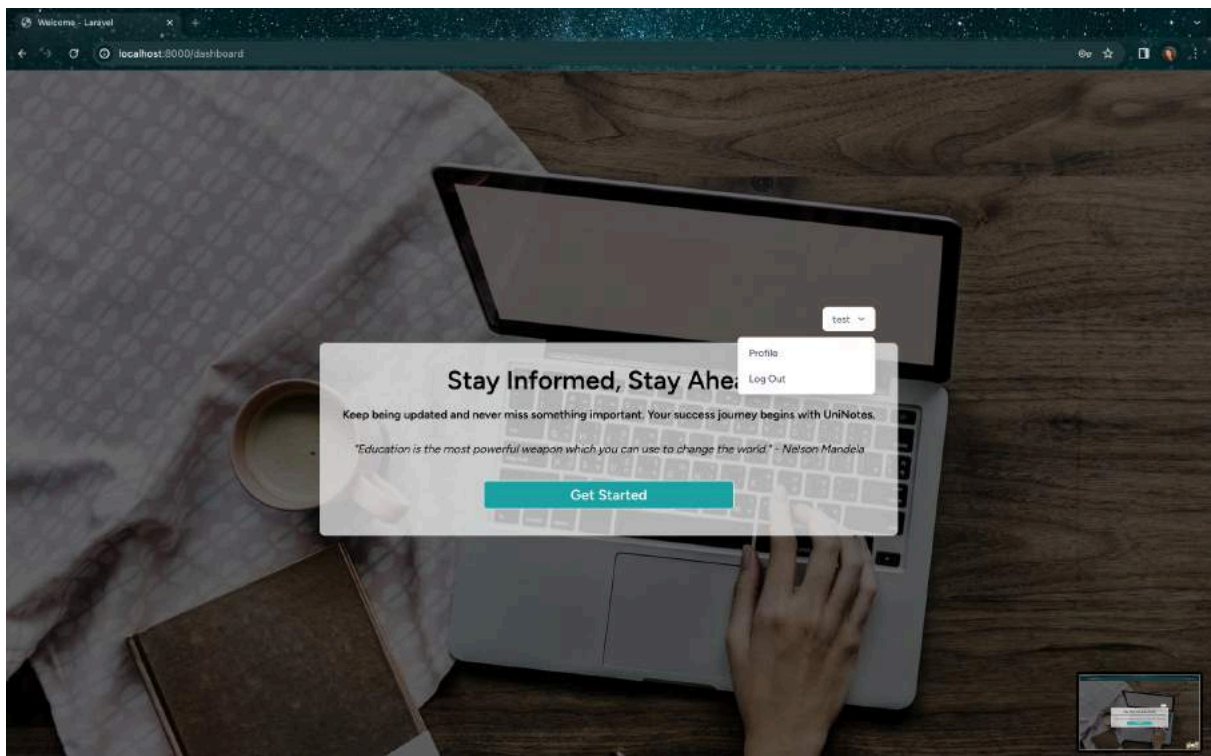 Welcome - Laravel
localhost:8000/dashboard
test
Profile
Log Out
Stay Informed, Stay Ahea
Keep being updated and never miss something important. Your success journey begins with UniNotes.
"Education is the most powerful weapon which you can use to change the world." - Nelson Mandela
Get Started